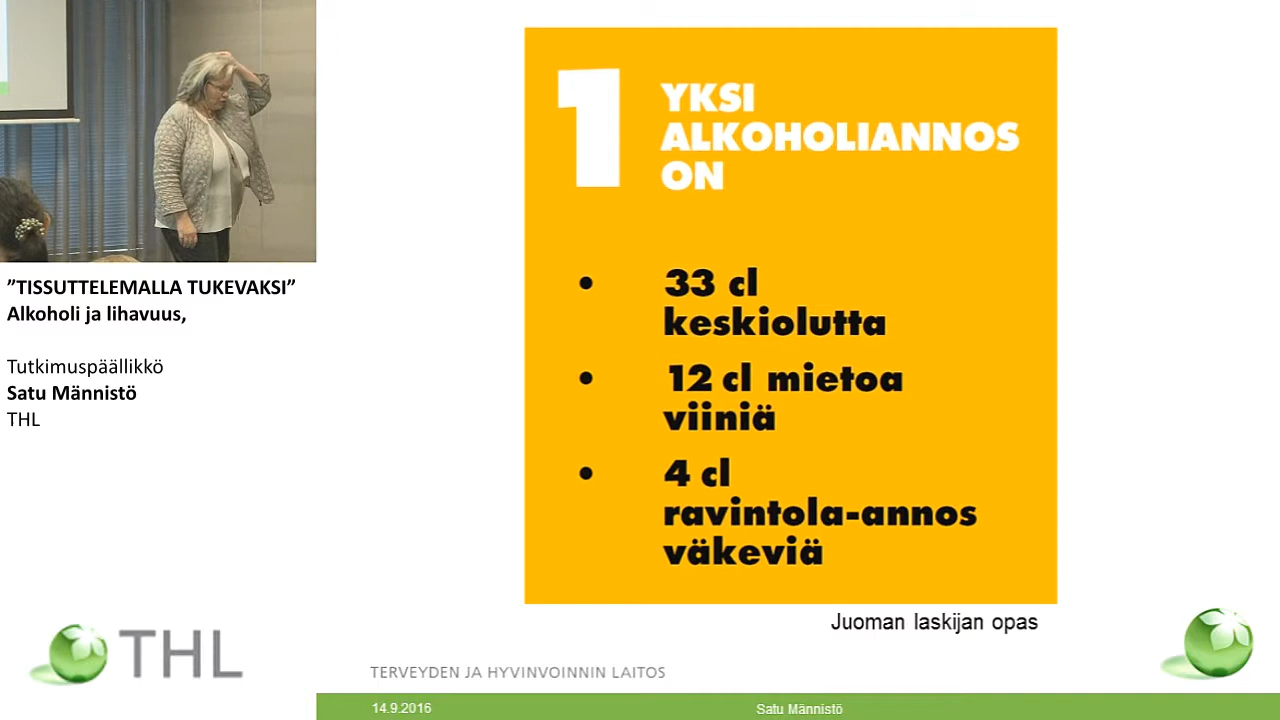 ”TISSUTTELEMALLA TUKEVAKSI”
Alkoholi ja lihavuus,
Tutkimuspäällikkö
Satu Männistö
THL
THL
1
YKSI
ALKOHOLIANNOS
ON
• 33 cl
keskiolutta
• 12 cl mietoa
viiniä
• 4 cl
ravintola-annos
väkeviä
Juoman laskijan opas
TERVEYDEN JA HYVINVOINNIN LAITOS
14.9.2016
Satu Männistö